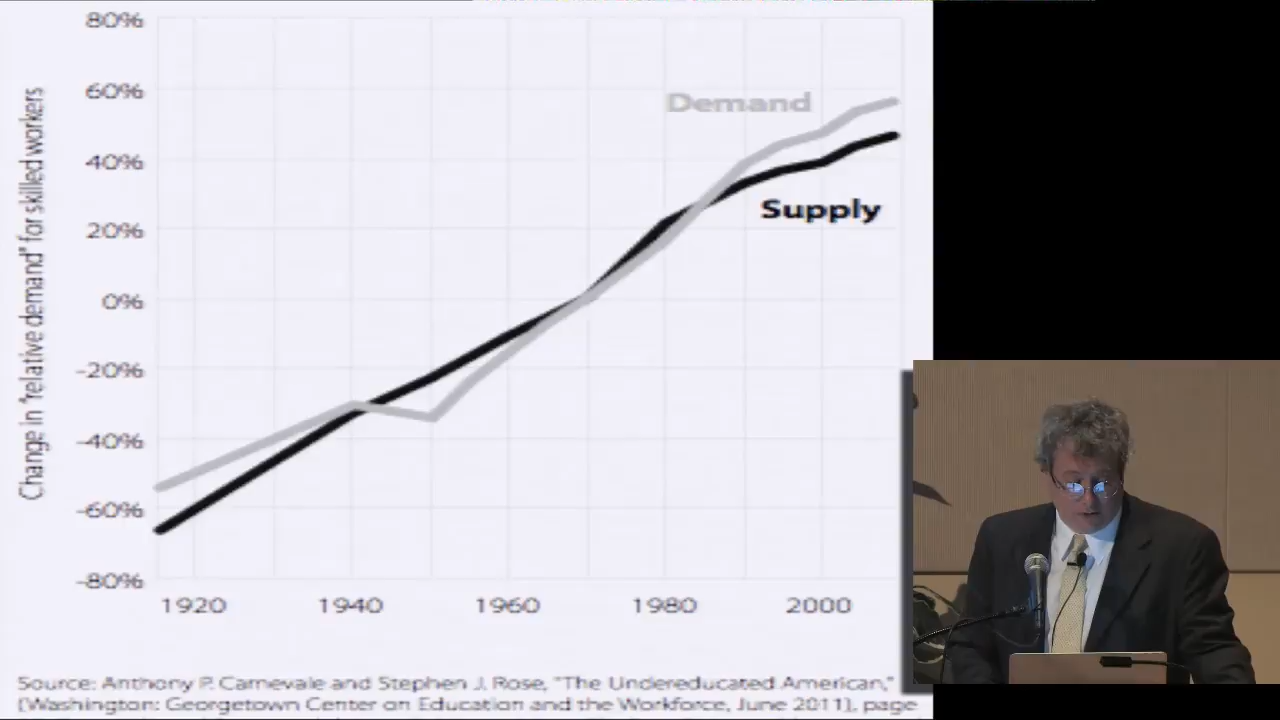 80%
60%
40%
20%
0%
-20%
-40%
-60%
-80%
Change in "relative demand" for skilled workers
Demand
Supply
1920 1940 1960 1980 2000
Source: Anthony P. Carnevale and Stephen J. Rose, "The Undereducated American,"
(Washington: Georgetown Center on Education and the Workforce, June 2011), page